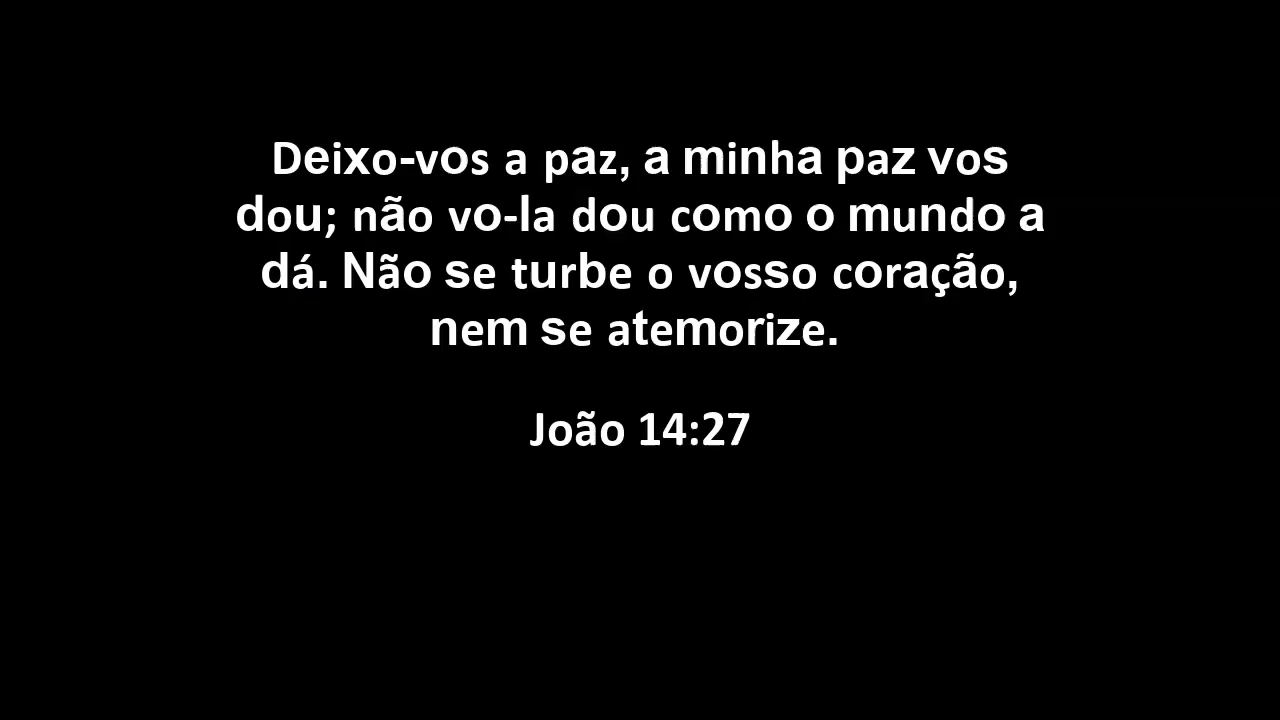 Deixo-vos a paz, a minha paz vos
dou; não vo-la dou como o mundo a
dá. Não se turbe o vosso coração,
nem se atemorize.
João 14:27